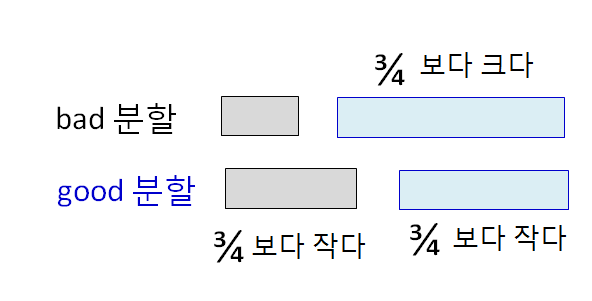 ¾ 보다 크다
bad 분할
good 분할
¾ 보다 작다
¾ 보다 작다